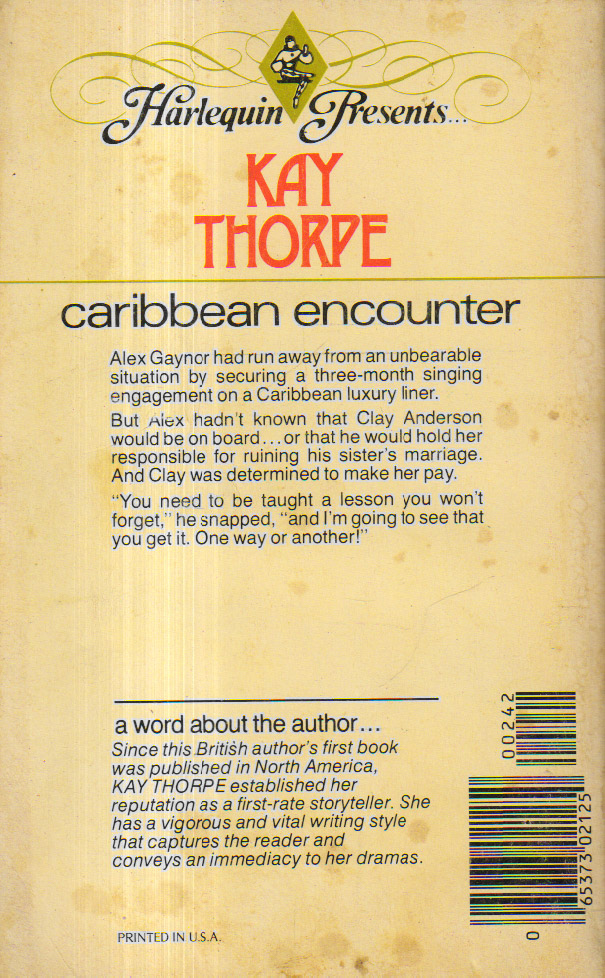 Harlequin Presents...
KAY
THORPE
caribbean encounter
Alex Gaynor had run away from an unbearable
situation by securing a three-month singing
engagement on a Caribbean luxury liner.
But Alex hadn't known that Clay Anderson
would be on board...or that he would hold her
responsible for ruining his sister's marriage.
And Clay was determined to make her pay.
"You need to be taught a lesson you won't
forget," he snapped, "and I'm going to see that
you get it. One way or another!"
a word about the author...
Since this British author's first book
was published in North America,
KAY THORPE established her
reputation as a first-rate storyteller. She
has a vigorous and vital writing style
that captures the reader and
conveys an immediacy to her dramas.
PRINTED IN U.S.A.
00242
0 65373 02125